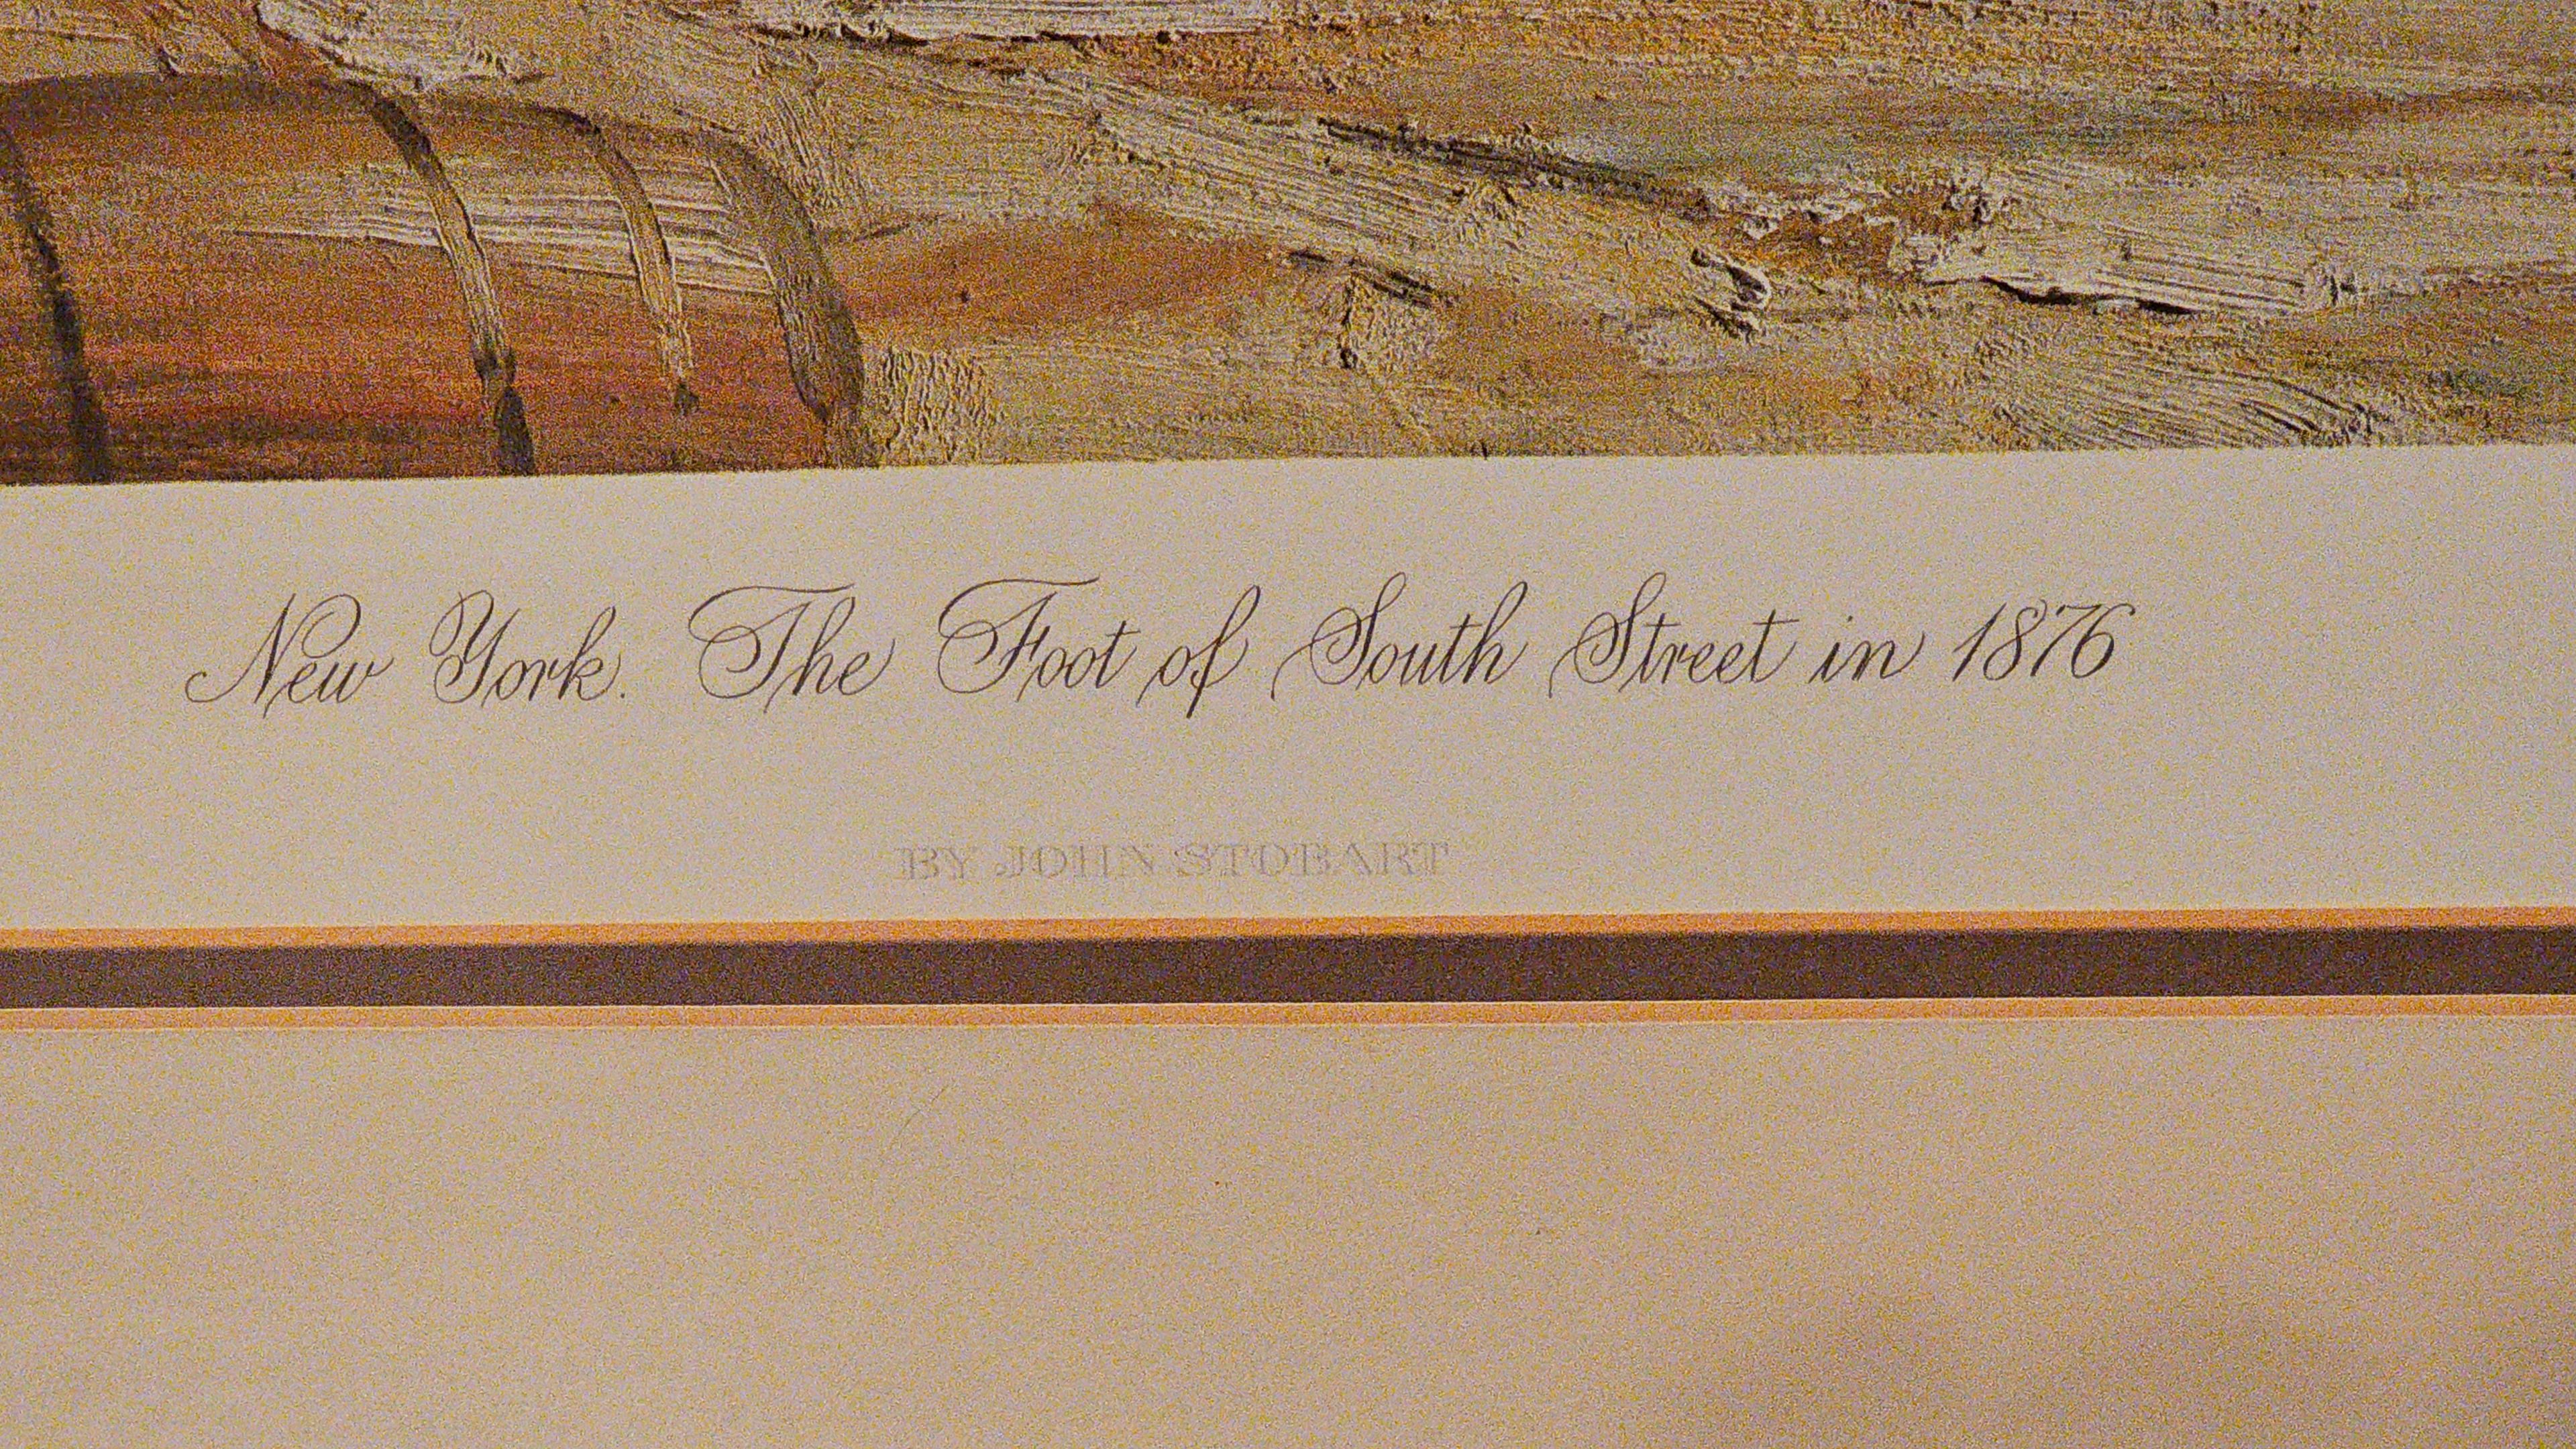 New York. The Foot of South Street in 1876
BY JOHN STOBART